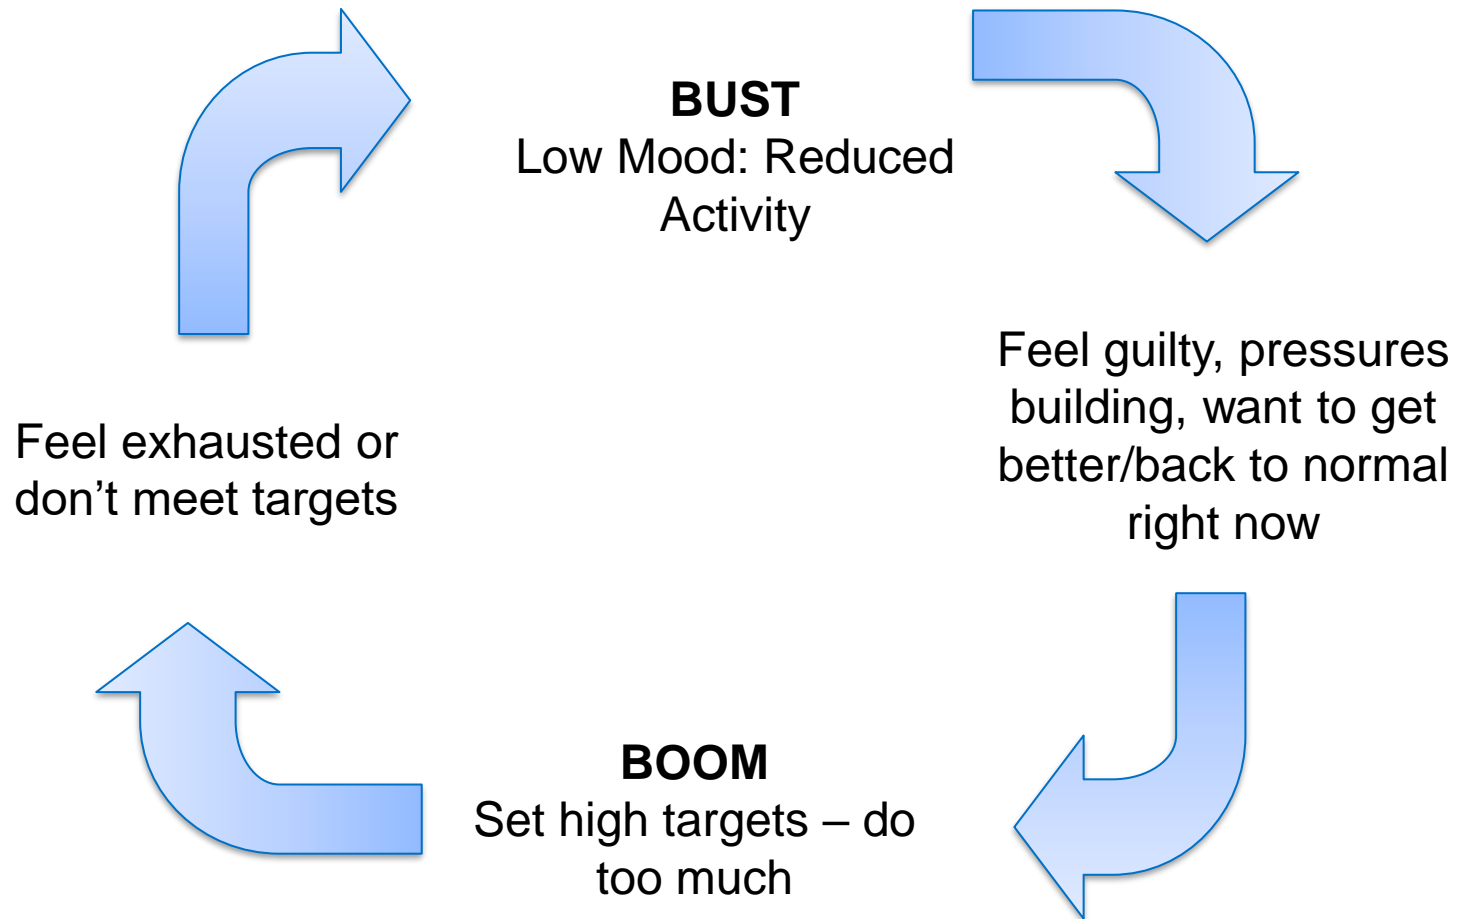 BUST
Low Mood: Reduced
Activity
Feel guilty, pressures
building, want to get
better/back to normal
right now
BOOM
Set high targets – do
too much
Feel exhausted or
don’t meet targets